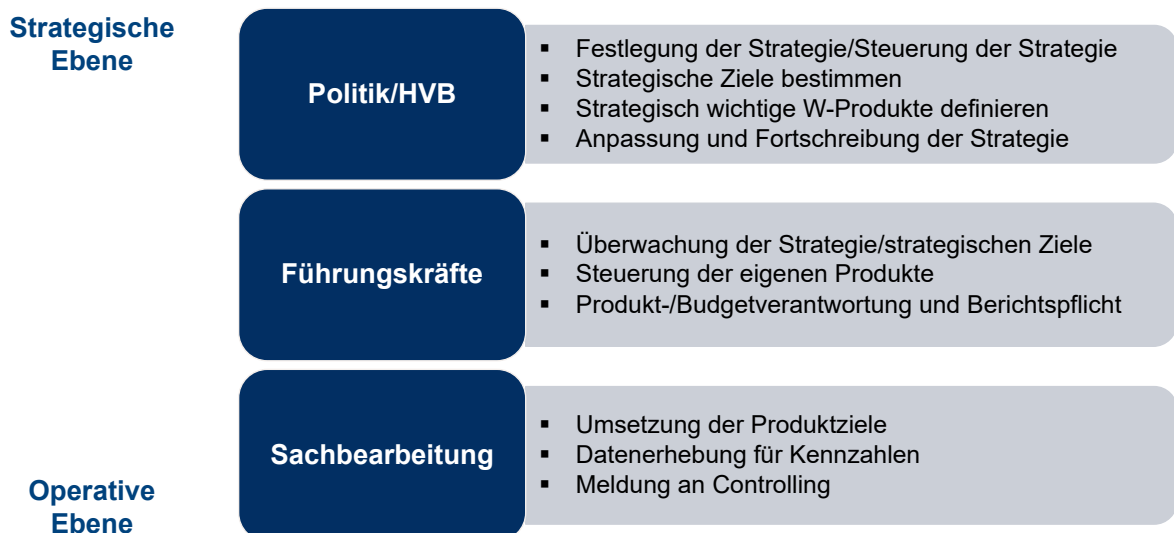 Strategische
Ebene
Politik/HVB
▪ Festlegung der Strategie/Steuerung der Strategie
▪ Strategische Ziele bestimmen
▪ Strategisch wichtige W-Produkte definieren
▪ Anpassung und Fortschreibung der Strategie
Führungskräfte
▪ Überwachung der Strategie/strategischen Ziele
▪ Steuerung der eigenen Produkte
▪ Produkt-/Budgetverantwortung und Berichtspflicht
Sachbearbeitung
▪ Umsetzung der Produktziele
▪ Datenerhebung für Kennzahlen
▪ Meldung an Controlling
Operative
Ebene